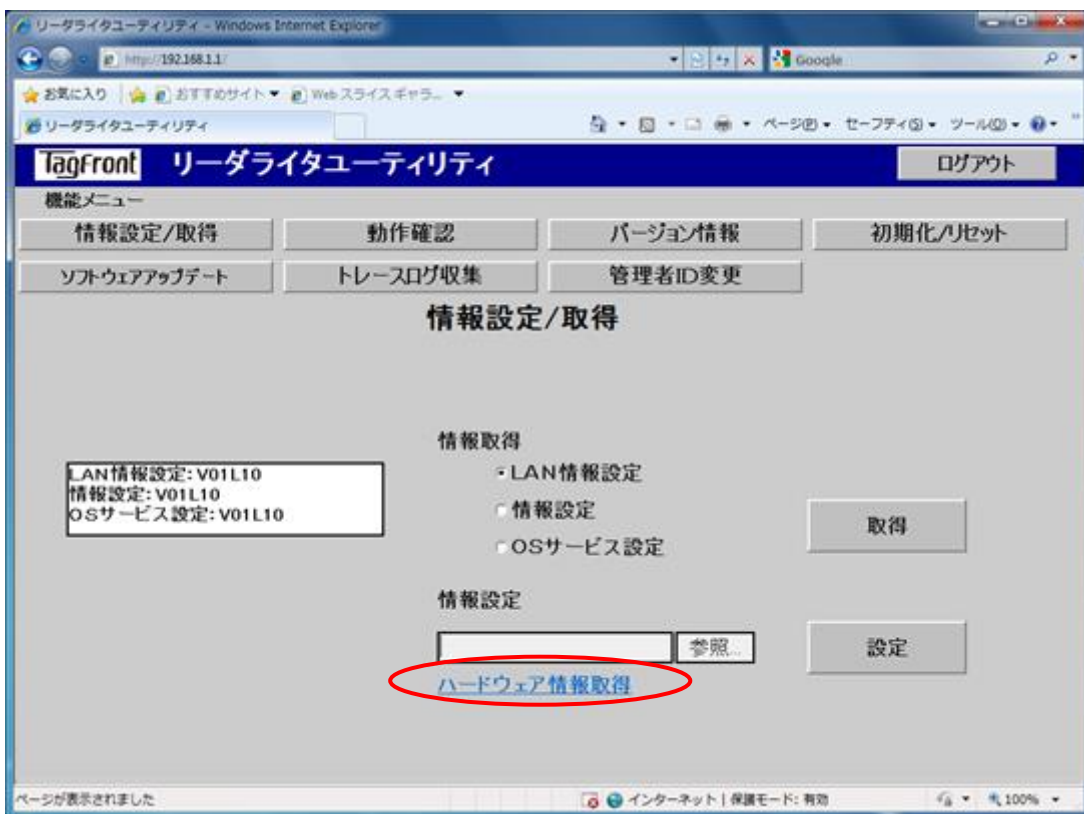 リーダライタユーティリティ - Windows Internet Explorer
http://192.168.1.1/
Google
お気に入り おすすめサイト Web スライス ギャラ...
リーダライタユーティリティ ページ(P) セーフティ(S) ツール(O)
TagFront リーダライタユーティリティ ログアウト
機能メニュー
情報設定/取得 動作確認 バージョン情報 初期化/リセット
ソフトウェアアップデート トレースログ収集 管理者ID変更
情報設定/取得
情報取得
LAN情報設定: V01L10
情報設定: V01L10
OSサービス設定: V01L10
LAN情報設定
情報設定
OSサービス設定
取得
情報設定
参照...
設定
ハードウェア情報取得
ページが表示されました インターネット | 保護モード: 有効 100%